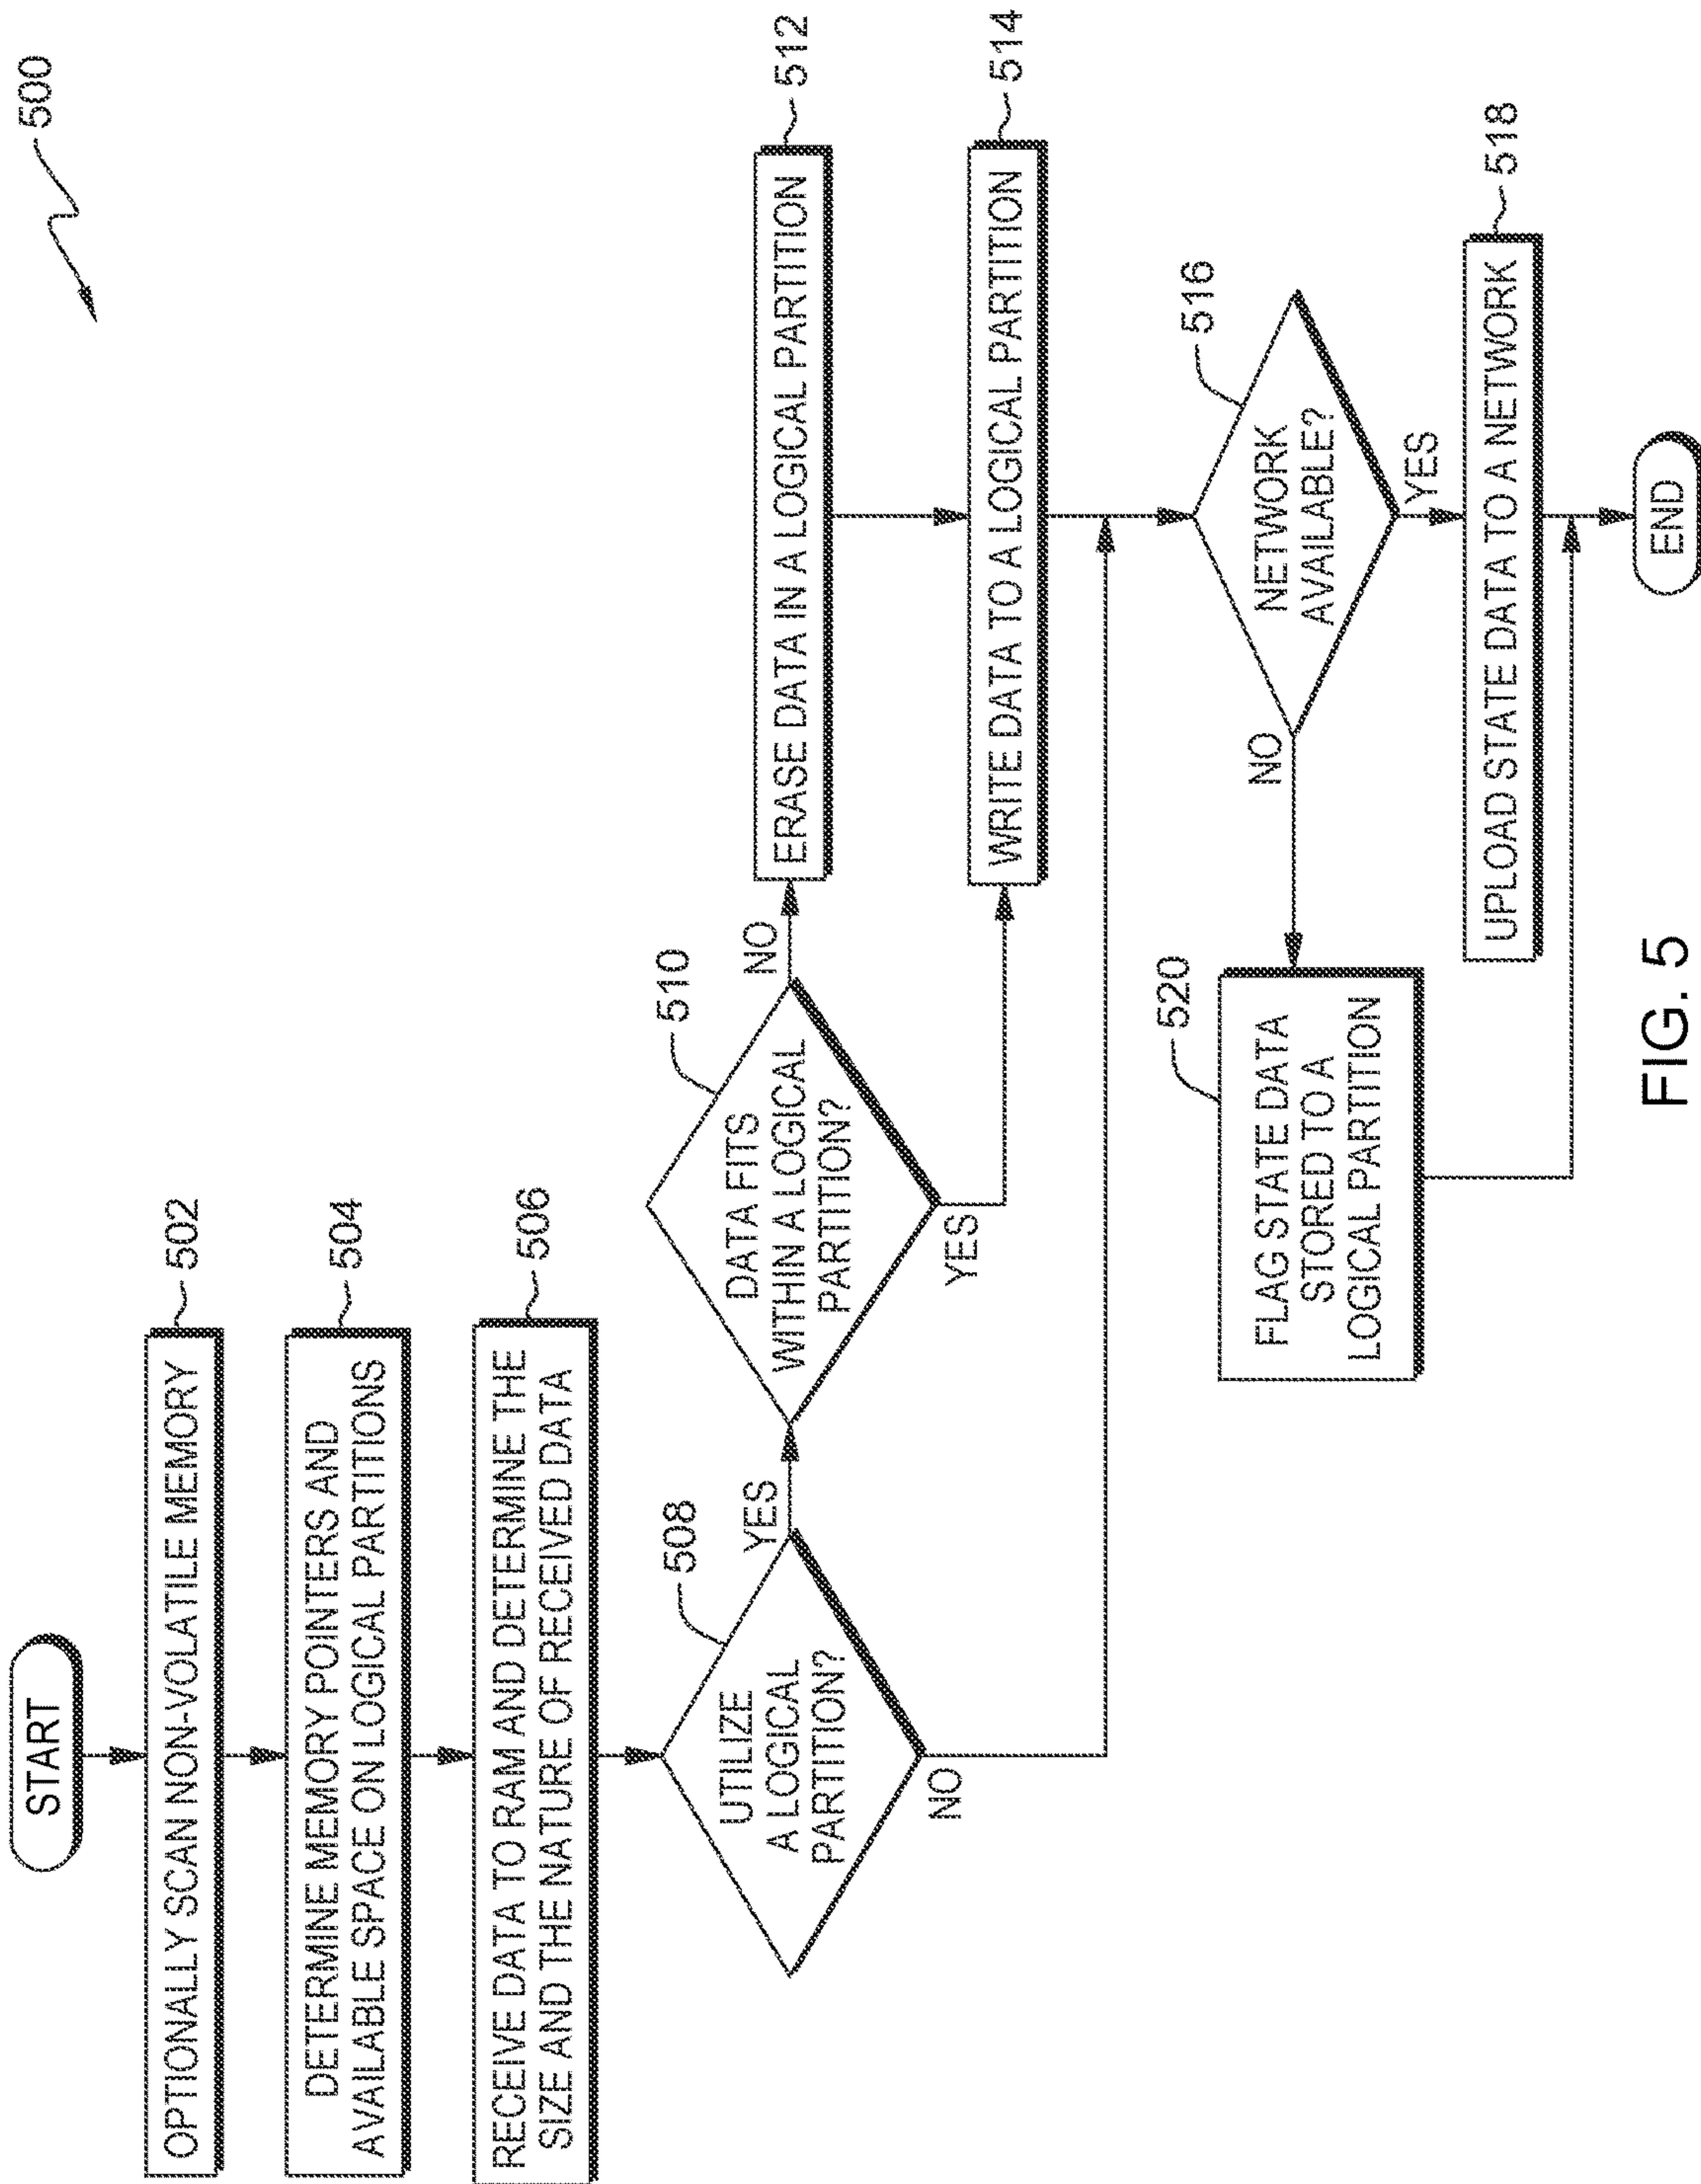 500
START
OPTIONALLY SCAN NON-VOLATILE MEMORY
502
DETERMINE MEMORY POINTERS AND
AVAILABLE SPACE ON LOGICAL PARTITIONS
504
RECEIVE DATA TO RAM AND DETERMINE THE
SIZE AND THE NATURE OF RECEIVED DATA
506
UTILIZE
A LOGICAL
PARTITION?
508
YES
NO
DATA FITS
WITHIN A LOGICAL
PARTITION?
510
NO
YES
ERASE DATA IN A LOGICAL PARTITION
512
WRITE DATA TO A LOGICAL PARTITION
514
NETWORK
AVAILABLE?
516
NO
YES
FLAG STATE DATA
STORED TO A
LOGICAL PARTITION
520
UPLOAD STATE DATA TO A NETWORK
518
END
FIG. 5